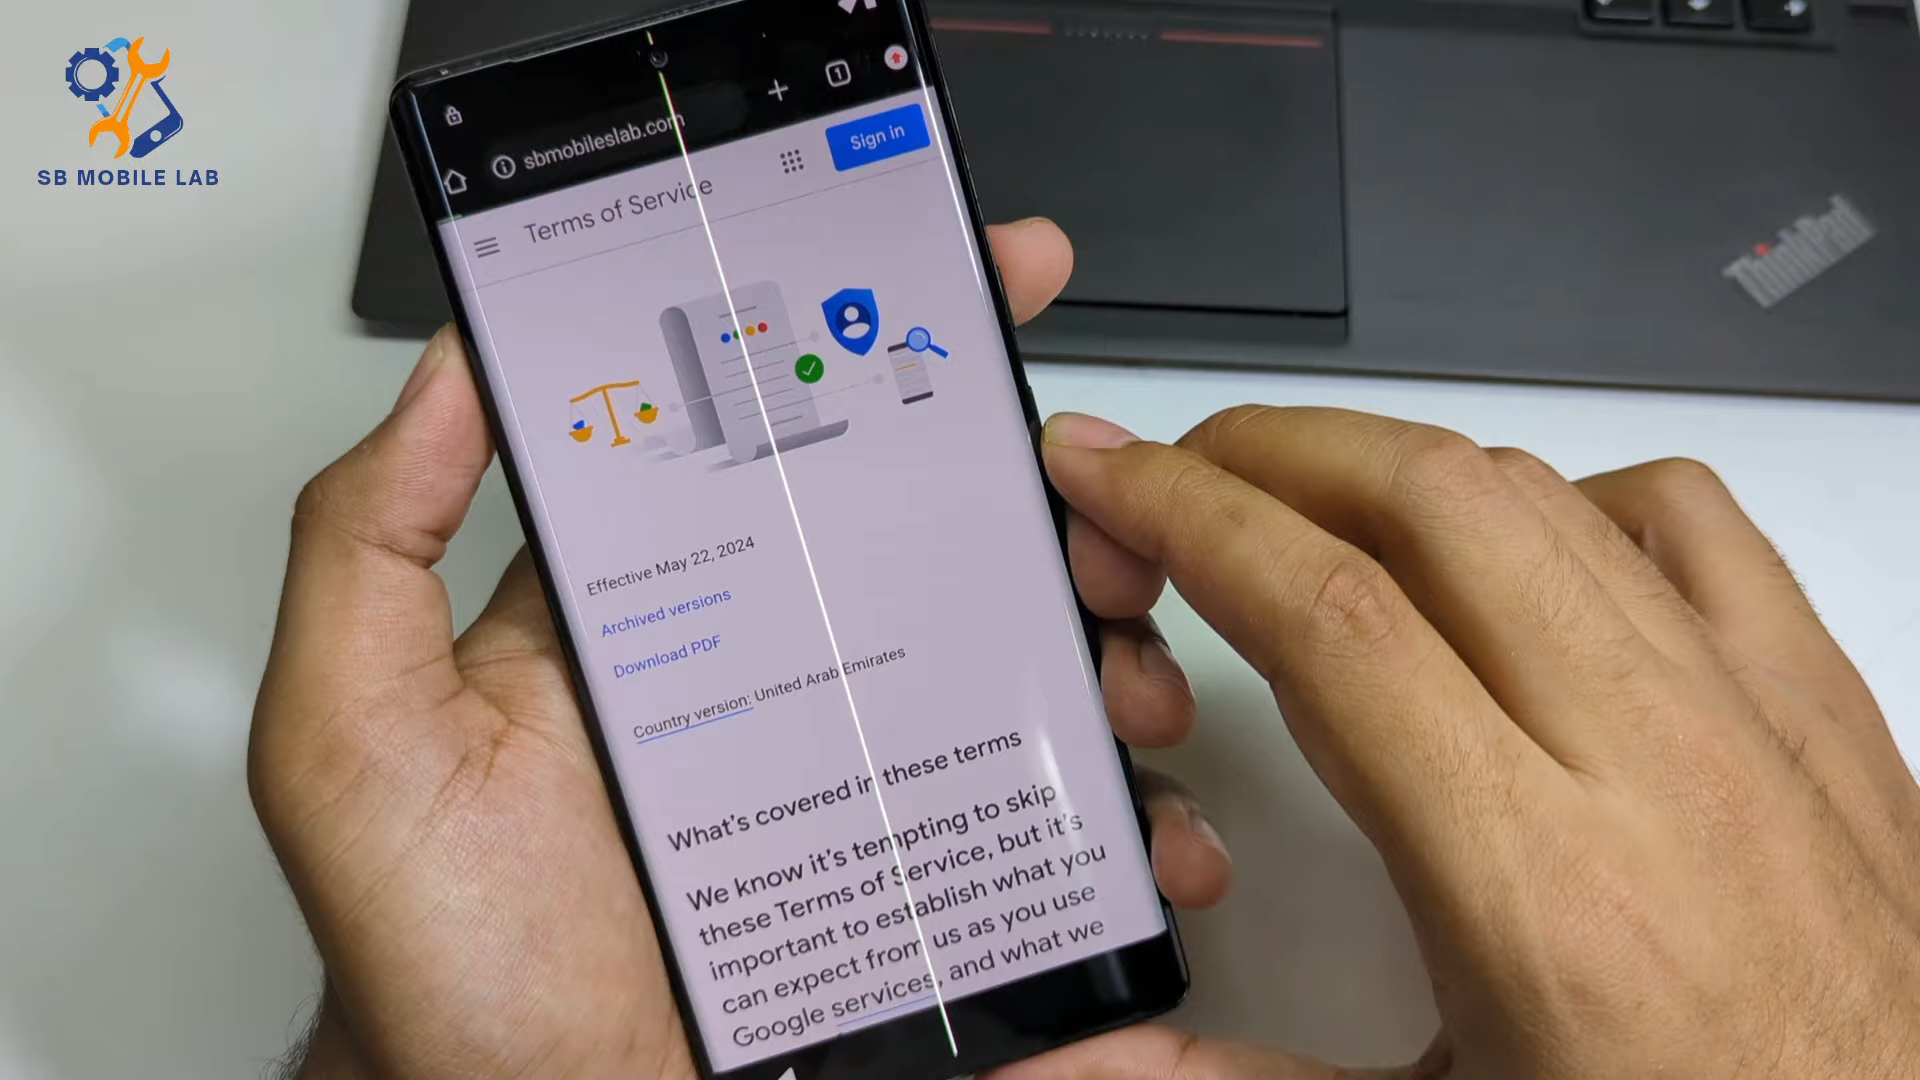 SB MOBILE LAB
1
sbmobileslab.com
Sign in
Terms of Service
Effective May 22, 2024
Archived versions
Download PDF
Country version: United Arab Emirates
What's covered in these terms
We know it's tempting to skip
these Terms of Service, but it's
important to establish what you
can expect from us as you use
Google services, and what we
ThinkPad